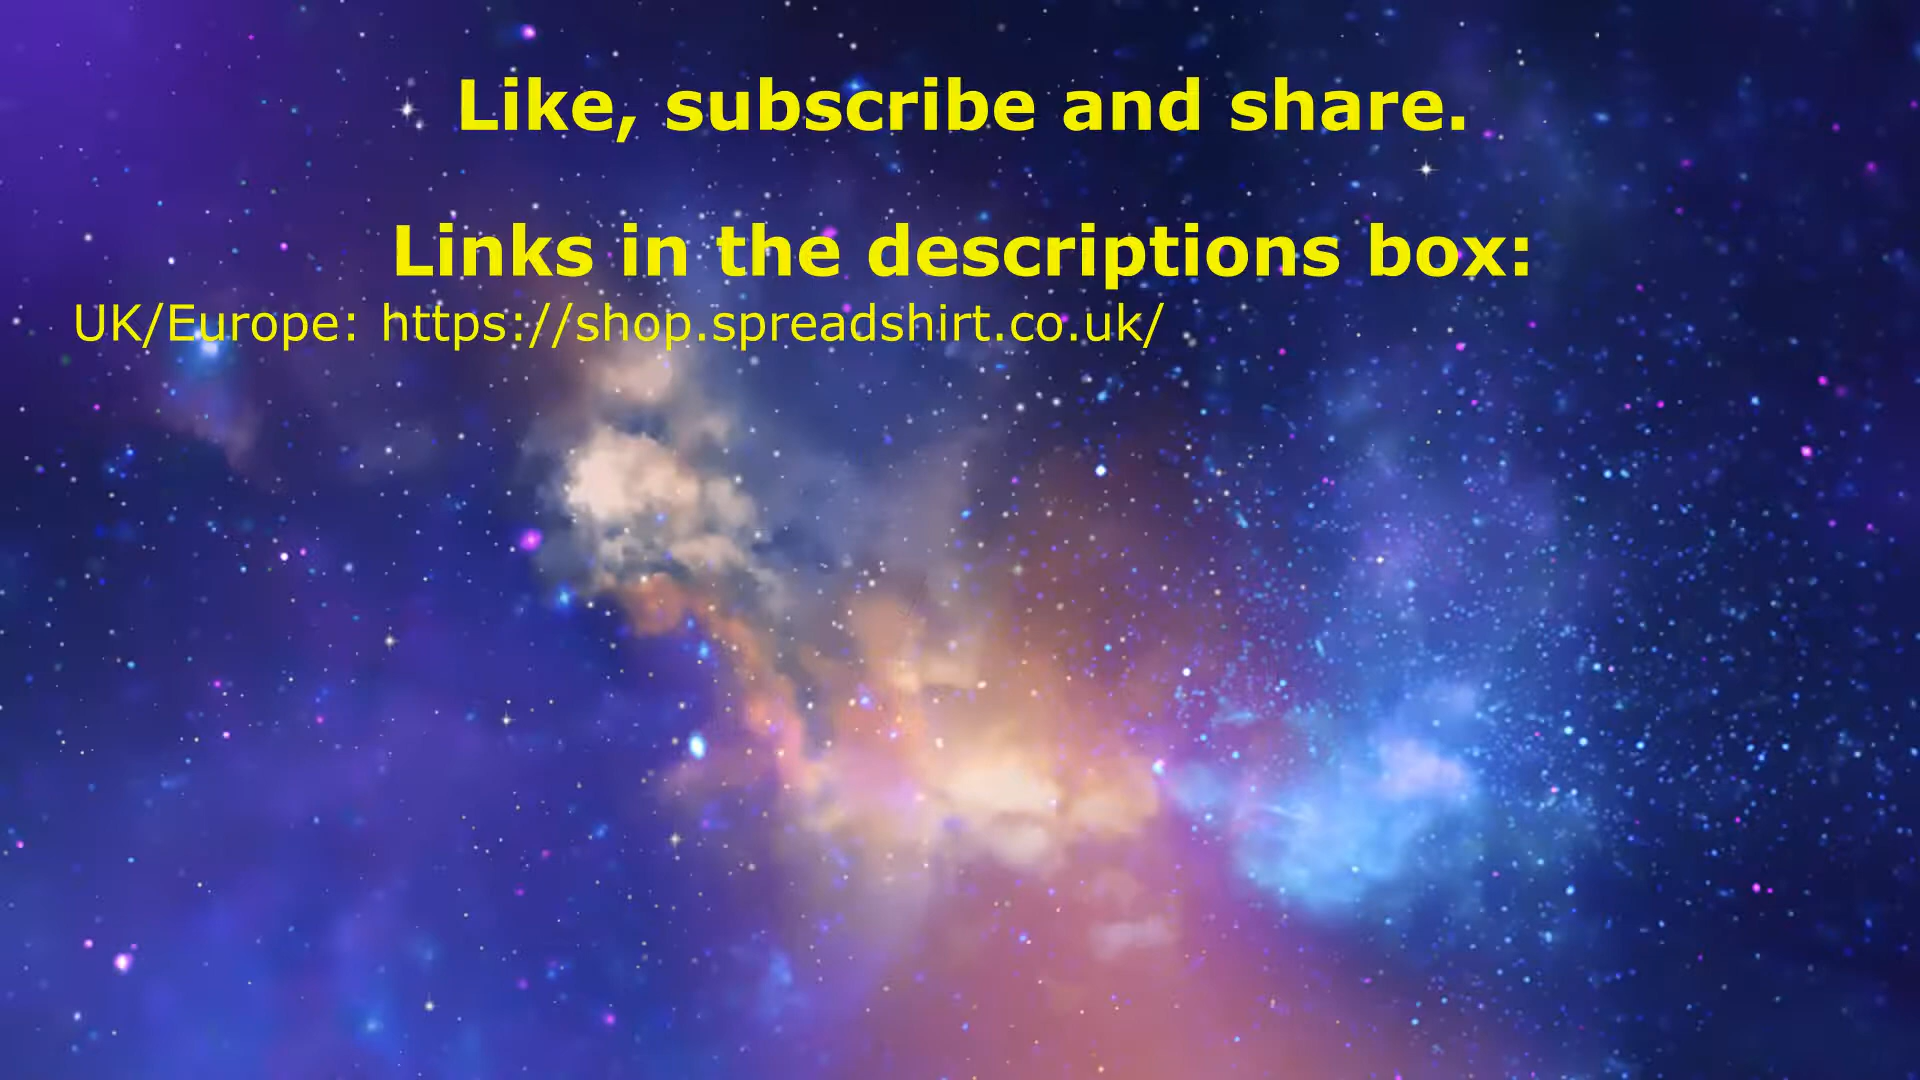 Like, subscribe and share.
Links in the descriptions box:
UK/Europe: https://shop.spreadshirt.co.uk/